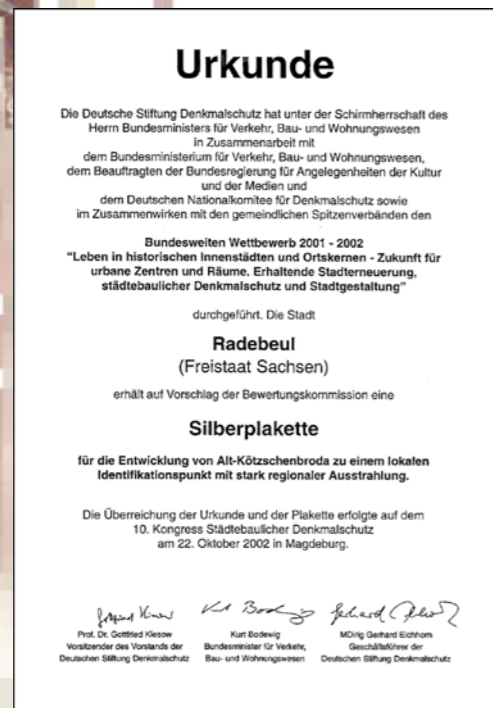 Urkunde
Die Deutsche Stiftung Denkmalschutz hat unter der Schirmherrschaft des
Herrn Bundesministers für Verkehr, Bau- und Wohnungswesen
in Zusammenarbeit mit
dem Bundesministerium für Verkehr, Bau- und Wohnungswesen,
dem Beauftragten der Bundesregierung für Angelegenheiten der Kultur
und der Medien und
dem Deutschen Nationalkomitee für Denkmalschutz sowie
im Zusammenwirken mit den gemeindlichen Spitzenverbänden den
Bundesweiten Wettbewerb 2001 - 2002
"Leben in historischen Innenstädten und Ortskernen - Zukunft für
urbane Zentren und Räume. Erhaltende Stadterneuerung,
städtebaulicher Denkmalschutz und Stadtgestaltung"
durchgeführt. Die Stadt
Radebeul
(Freistaat Sachsen)
erhält auf Vorschlag der Bewertungskommission eine
Silberplakette
für die Entwicklung von Alt-Kötzschenbroda zu einem lokalen
Identifikationspunkt mit stark regionaler Ausstrahlung.
Die Überreichung der Urkunde und der Plakette erfolgte auf dem
10. Kongress Städtebaulicher Denkmalschutz
am 22. Oktober 2002 in Magdeburg.
Prof. Dr. Gottfried Kiesow Kurt Bodewig MDirig Gerhard Eichhorn
Vorsitzender des Vorstands der Bundesminister für Verkehr, Geschäftsführer der
Deutschen Stiftung Denkmalschutz Bau- und Wohnungswesen Deutschen Stiftung Denkmalschutz